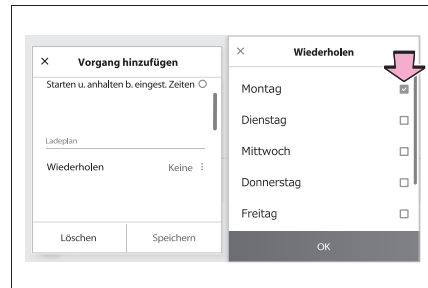 × Vorgang hinzufügen
Starten u. anhalten b. eingest. Zeiten
Ladeplan
Wiederholen Keine
Löschen Speichern
× Wiederholen
Montag
Dienstag
Mittwoch
Donnerstag
Freitag
OK